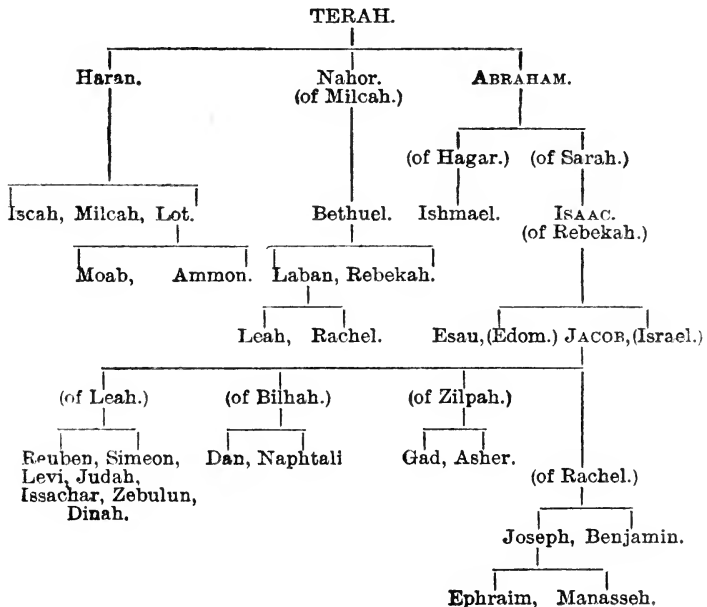 TERAH.
Haran. Nahor. ABRAHAM.
(of Milcah.)
(of Hagar.) (of Sarah.)
Iscah, Milcah, Lot. Bethuel. Ishmael. ISAAC.
(of Rebekah.)
Moab, Ammon. Laban, Rebekah.
Leah, Rachel. Esau, (Edom.) JACOB, (Israel.)
(of Leah.) (of Bilhah.) (of Zilpah.)
Reuben, Simeon, Dan, Naphtali Gad, Asher.
Levi, Judah, (of Rachel.)
Issachar, Zebulun,
Dinah.
Joseph, Benjamin.
Ephraim, Manasseh.